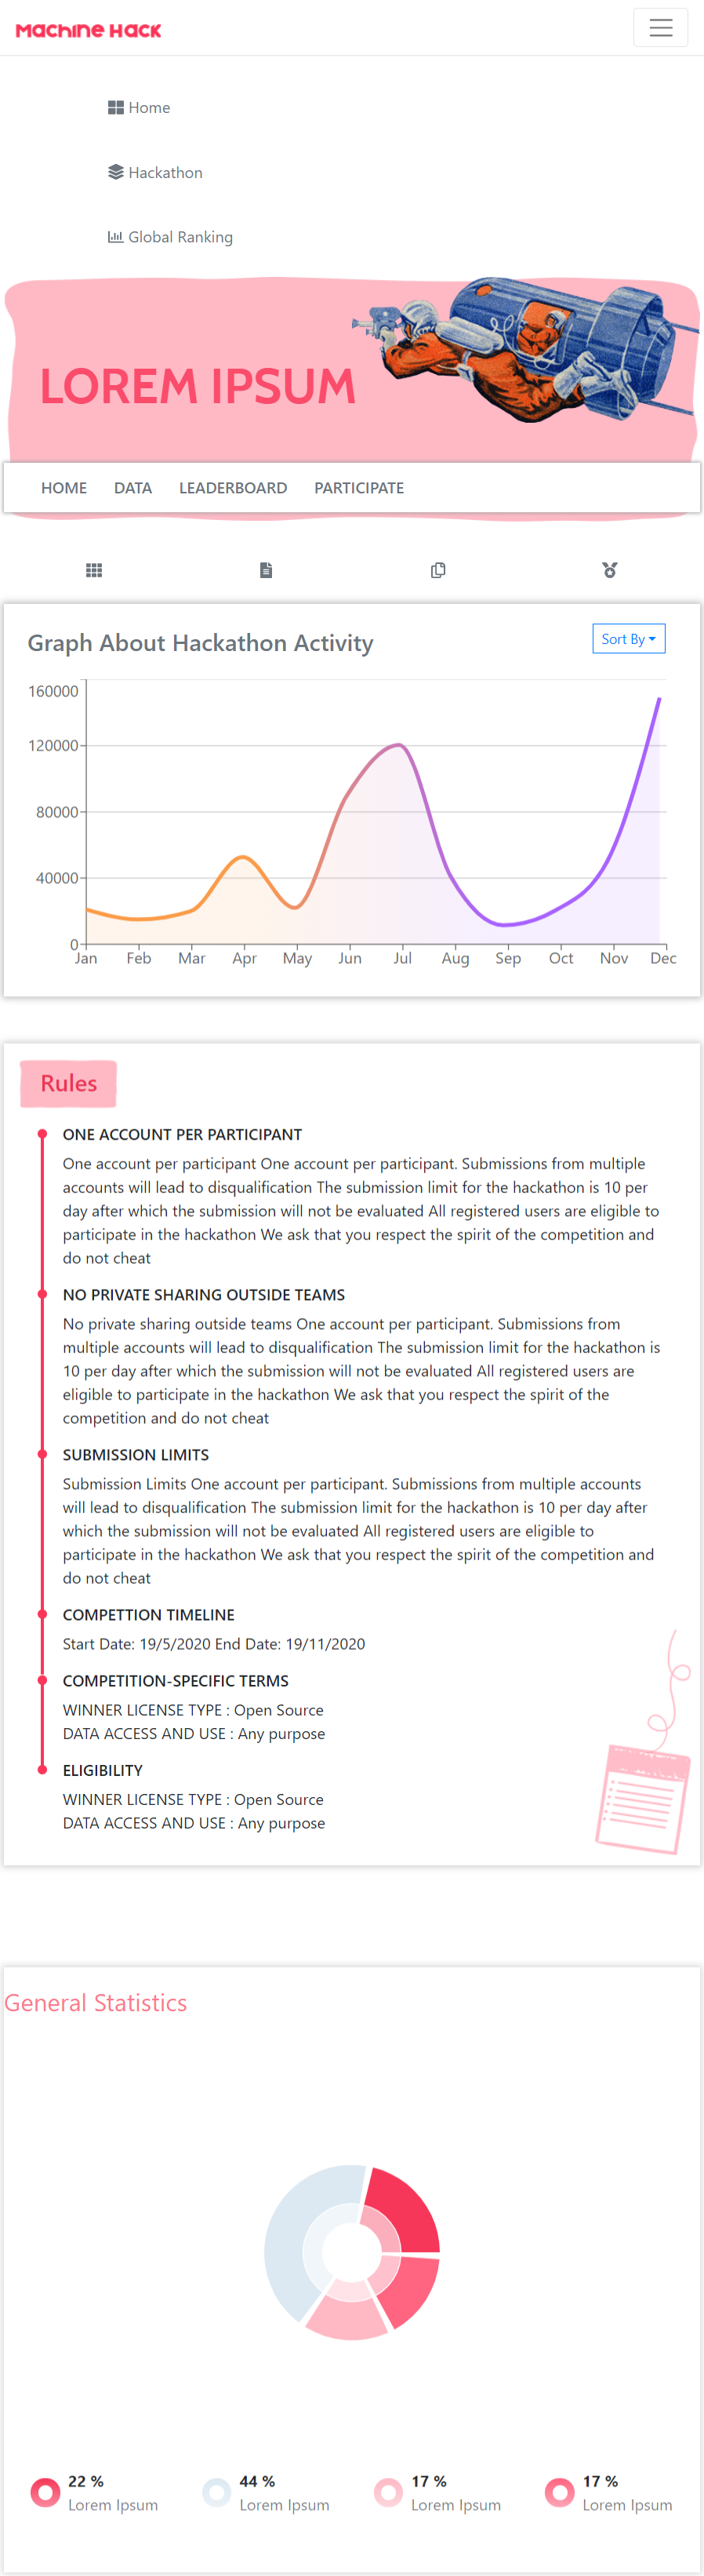 Machine Hack
Home
Hackathon
Global Ranking
LOREM IPSUM
HOME DATA LEADERBOARD PARTICIPATE
Graph About Hackathon Activity
Sort By
160000
120000
80000
40000
0
Jan Feb Mar Apr May Jun Jul Aug Sep Oct Nov Dec
Rules
ONE ACCOUNT PER PARTICIPANT
One account per participant One account per participant. Submissions from multiple
accounts will lead to disqualification The submission limit for the hackathon is 10 per
day after which the submission will not be evaluated All registered users are eligible to
participate in the hackathon We ask that you respect the spirit of the competition and
do not cheat
NO PRIVATE SHARING OUTSIDE TEAMS
No private sharing outside teams One account per participant. Submissions from
multiple accounts will lead to disqualification The submission limit for the hackathon is
10 per day after which the submission will not be evaluated All registered users are
eligible to participate in the hackathon We ask that you respect the spirit of the
competition and do not cheat
SUBMISSION LIMITS
Submission Limits One account per participant. Submissions from multiple accounts
will lead to disqualification The submission limit for the hackathon is 10 per day after
which the submission will not be evaluated All registered users are eligible to
participate in the hackathon We ask that you respect the spirit of the competition and
do not cheat
COMPETTION TIMELINE
Start Date: 19/5/2020 End Date: 19/11/2020
COMPETITION-SPECIFIC TERMS
WINNER LICENSE TYPE : Open Source
DATA ACCESS AND USE : Any purpose
ELIGIBILITY
WINNER LICENSE TYPE : Open Source
DATA ACCESS AND USE : Any purpose
General Statistics
22 %
Lorem Ipsum
44 %
Lorem Ipsum
17 %
Lorem Ipsum
17 %
Lorem Ipsum